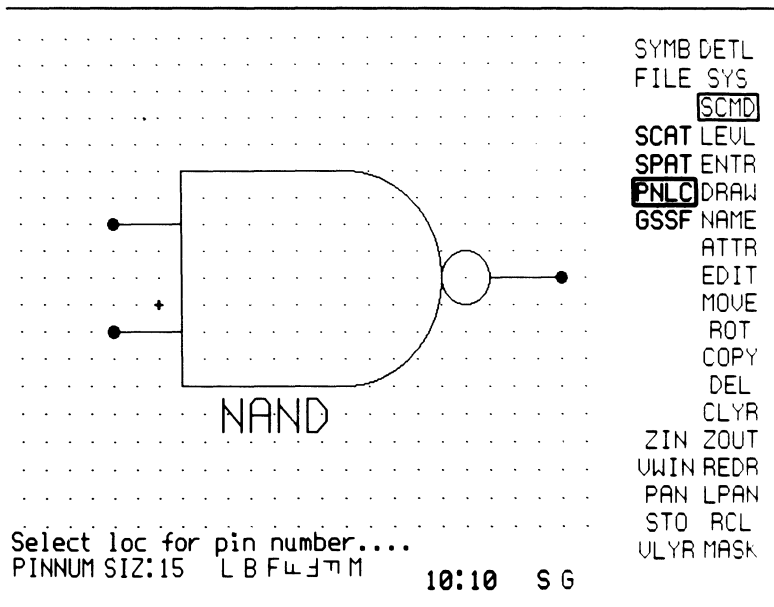 SYMB DETL
FILE SYS
SCMD
SCAT LEVL
SPAT ENTR
PNLC DRAW
GSSF NAME
ATTR
EDIT
MOVE
ROT
COPY
DEL
CLYR
ZIN ZOUT
VWIN REDR
PAN LPAN
STO RCL
VLYR MASK
NAND
Select loc for pin number....
PINNUM SIZ:15 L B F M
10:10 S G